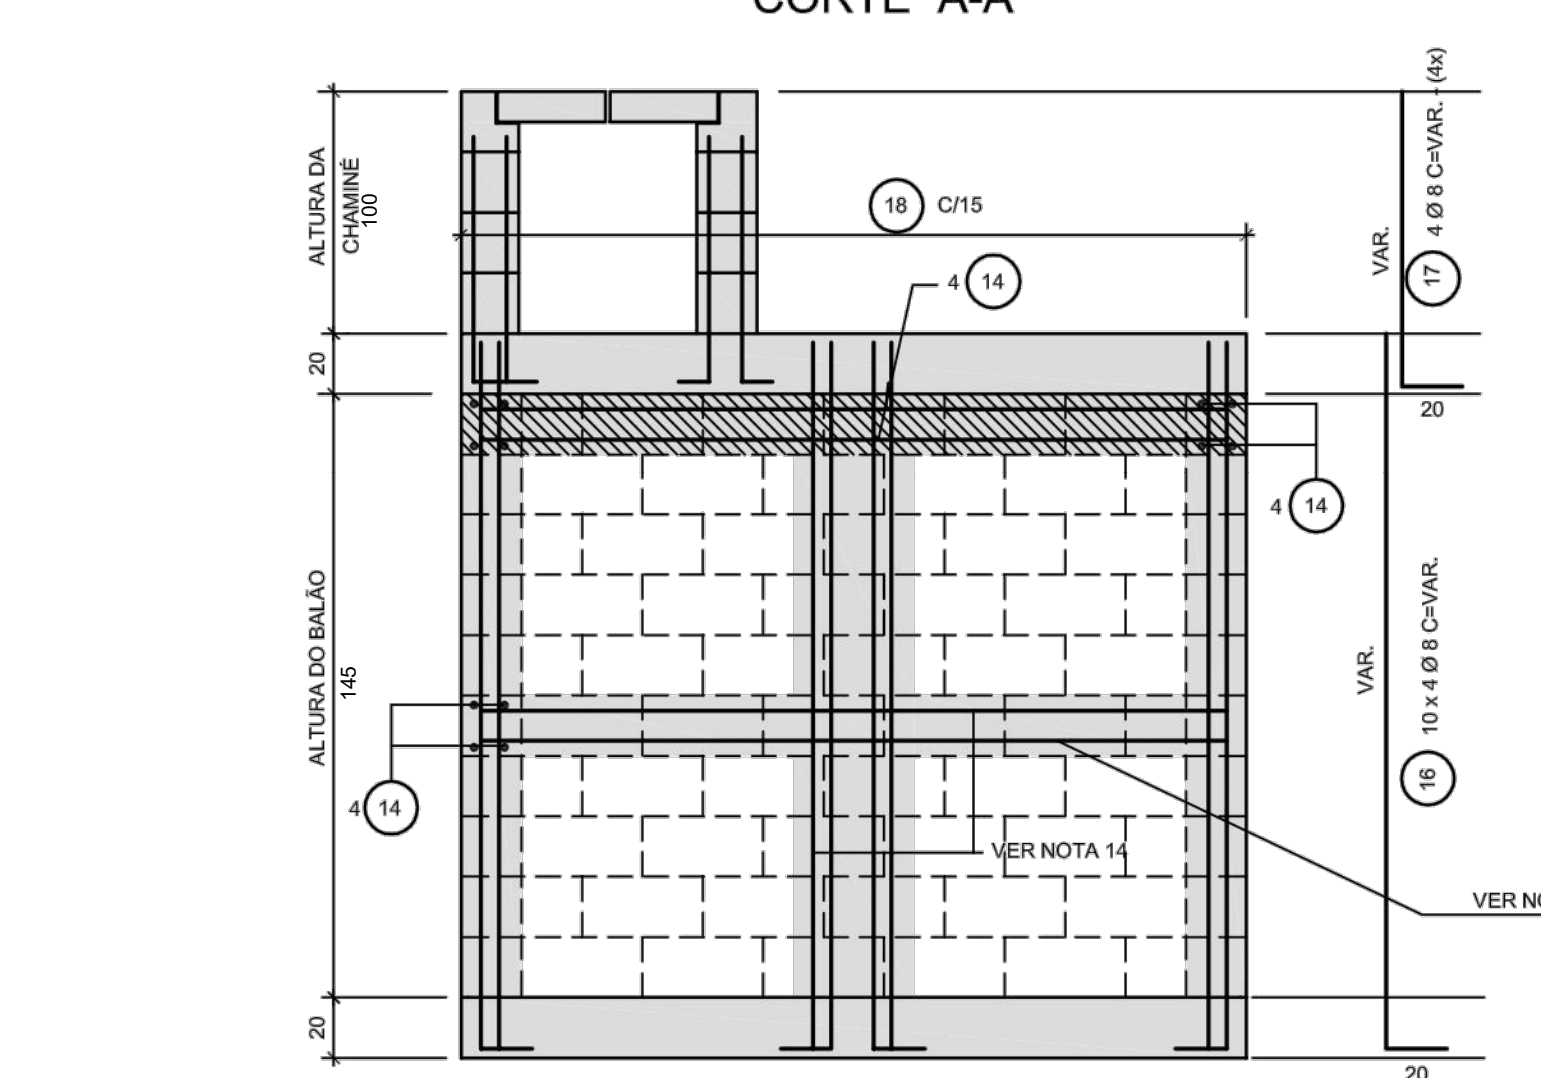 CORTE A-A
ALTURA DA
CHAMINÉ
100
18 C/15
4 14
VAR.
17 4 Ø 8 C=VAR. - (4x)
20
20
4 14
ALTURA DO BALÃO
145
VAR.
16 10 x 4 Ø 8 C=VAR.
4 14
VER NOTA 14
VER
20
20